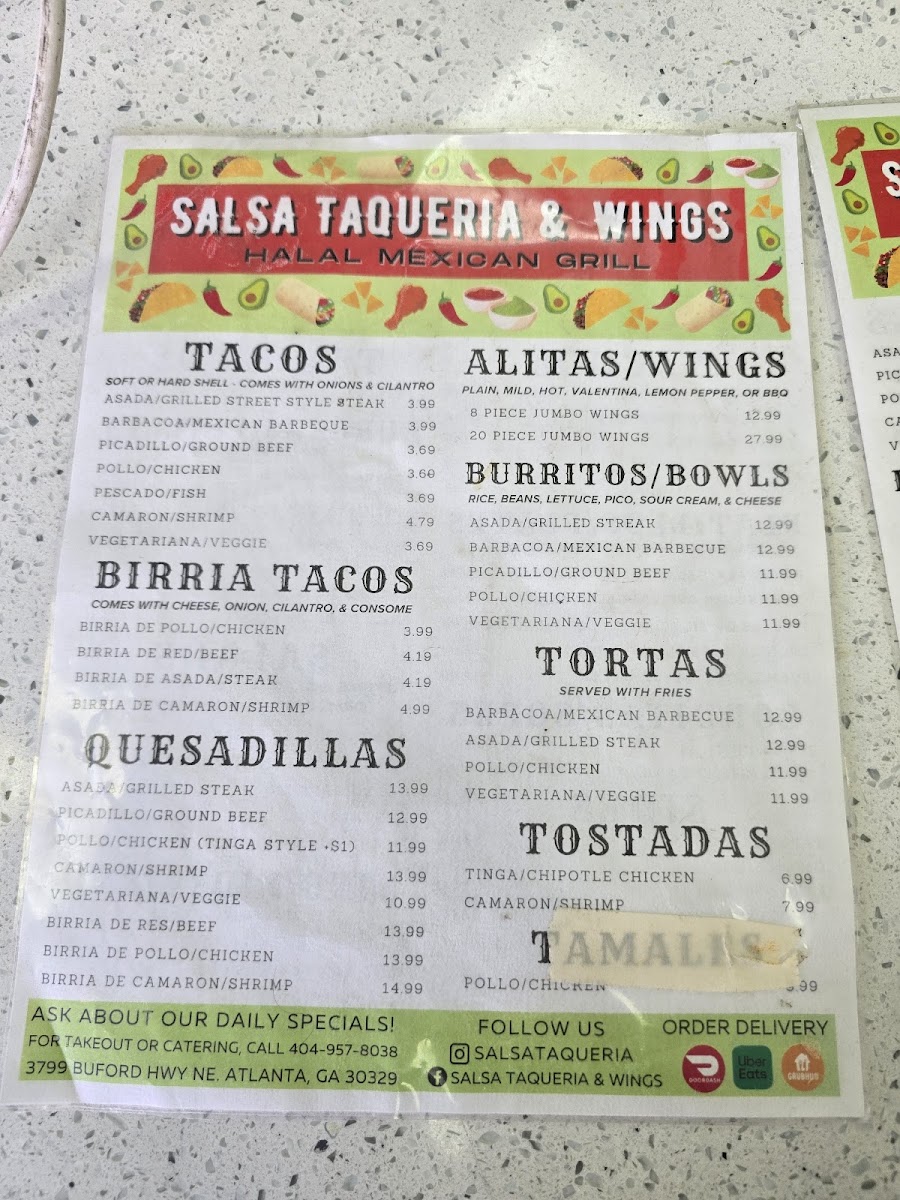 SALSA TAQUERIA & WINGS
HALAL MEXICAN GRILL
TACOS
SOFT OR HARD SHELL - COMES WITH ONIONS & CILANTRO
ASADA/GRILLED STREET STYLE STEAK 3.99
BARBACOA/MEXICAN BARBEQUE 3.99
PICADILLO/GROUND BEEF 3.69
POLLO/CHICKEN 3.60
PESCADO/FISH 3.69
CAMARON/SHRIMP 4.79
VEGETARIANA/VEGGIE 3.69
BIRRIA TACOS
COMES WITH CHEESE, ONION, CILANTRO, & CONSOME
BIRRIA DE POLLO/CHICKEN 3.99
BIRRIA DE RED/BEEF 4.19
BIRRIA DE ASADA/STEAK 4.19
BIRRIA DE CAMARON/SHRIMP 4.99
QUESADILLAS
ASADA/GRILLED STEAK 13.99
PICADILLO/GROUND BEEF 12.99
POLLO/CHICKEN (TINGA STYLE +$1) 11.99
CAMARON/SHRIMP 13.99
VEGETARIANA/VEGGIE 10.99
BIRRIA DE RES/BEEF 13.99
BIRRIA DE POLLO/CHICKEN 13.99
BIRRIA DE CAMARON/SHRIMP 14.99
ALITAS/WINGS
PLAIN, MILD, HOT, VALENTINA, LEMON PEPPER, OR BBQ
8 PIECE JUMBO WINGS 12.99
20 PIECE JUMBO WINGS 27.99
BURRITOS/BOWLS
RICE, BEANS, LETTUCE, PICO, SOUR CREAM, & CHEESE
ASADA/GRILLED STREAK 12.99
BARBACOA/MEXICAN BARBECUE 12.99
PICADILLO/GROUND BEEF 11.99
POLLO/CHICKEN 11.99
VEGETARIANA/VEGGIE 11.99
TORTAS
SERVED WITH FRIES
BARBACOA/MEXICAN BARBECUE 12.99
ASADA/GRILLED STEAK 12.99
POLLO/CHICKEN 11.99
VEGETARIANA/VEGGIE 11.99
TOSTADAS
TINGA/CHIPOTLE CHICKEN 6.99
CAMARON/SHRIMP 7.99
TAMALES
POLLO/CHICKEN
ASK ABOUT OUR DAILY SPECIALS!
FOR TAKEOUT OR CATERING, CALL 404-957-8038
3799 BUFORD HWY NE. ATLANTA, GA 30329
FOLLOW US
SALSATAQUERIA
SALSA TAQUERIA & WINGS
ORDER DELIVERY
DOORDASH
Uber Eats
GRUBHUB